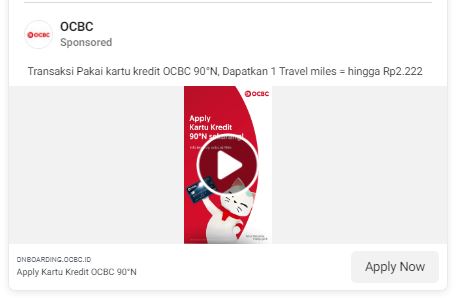 OCBC
Sponsored
Transaksi Pakai kartu kredit OCBC 90°N, Dapatkan 1 Travel miles = hingga Rp2.222
OCBC
OCBC
Apply
Kartu Kredit
90°N sekarang!
ONBOARDING.OCBC.ID
Apply Kartu Kredit OCBC 90°N
Apply Now